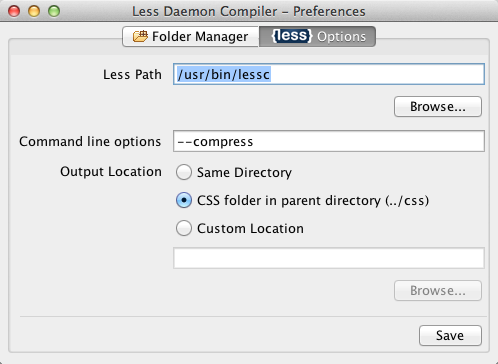 Less Daemon Compiler – Preferences
Folder Manager {less} Options
Less Path /usr/bin/lessc
Browse...
Command line options --compress
Output Location Same Directory
CSS folder in parent directory (../css)
Custom Location
Browse...
Save